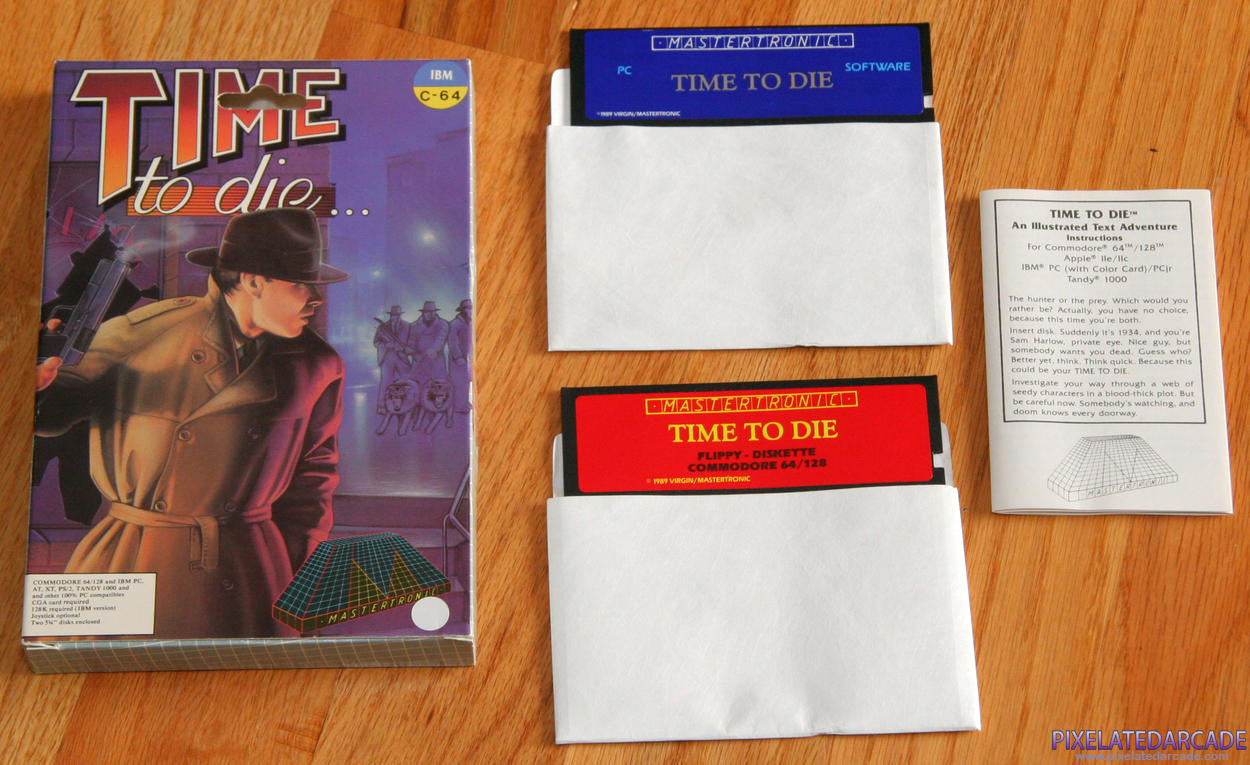 TIME
to die...
IBM
C-64
COMMODORE 64/128 and IBM PC,
AT, XT, PS/2, TANDY 1000 and
and other 100% PC compatibles
CGA card required
128K required (IBM version)
Joystick optional
Two 5¼" disks enclosed
MASTERTRONIC
MASTERTRONIC
PC
TIME TO DIE
SOFTWARE
©1989 VIRGIN/MASTERTRONIC
MASTERTRONIC
TIME TO DIE
FLIPPY - DISKETTE
COMMODORE 64/128
© 1989 VIRGIN/MASTERTRONIC
TIME TO DIE™
An Illustrated Text Adventure
Instructions
For Commodore® 64™/128™
Apple® IIe/IIc
IBM® PC (with Color Card)/PCjr
Tandy® 1000
The hunter or the prey. Which would you
rather be? Actually, you have no choice,
because this time you're both.
Insert disk. Suddenly it's 1934, and you're
Sam Harlow, private eye. Nice guy, but
somebody wants you dead. Guess who?
Better yet, think. Think quick. Because this
could be your TIME TO DIE.
Investigate your way through a web of
seedy characters in a blood-thick plot. But
be careful now. Somebody's watching, and
doom knows every doorway.
MASTERTRONIC
PIXELATEDARCADE
www.pixelatedarcade.com